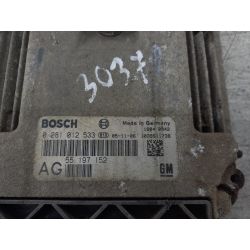 3037
BOSCH Made in Germany
0 281 012 533 05-11-06
AG 55 197 152 GM